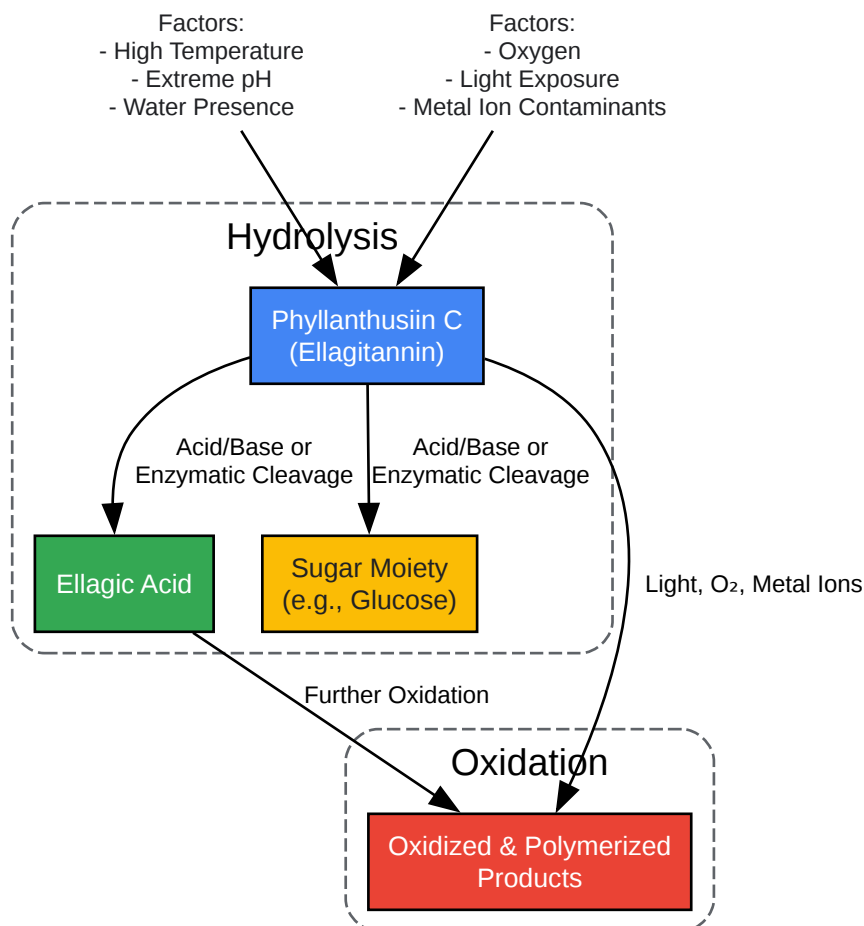 Factors:
- High Temperature
- Extreme pH
- Water Presence
Factors:
- Oxygen
- Light Exposure
- Metal Ion Contaminants
Hydrolysis
Phyllanthusiin C
(Ellagitannin)
Acid/Base or
Enzymatic Cleavage
Acid/Base or
Enzymatic Cleavage
Ellagic Acid
Sugar Moiety
(e.g., Glucose)
Light, O₂, Metal Ions
Further Oxidation
Oxidation
Oxidized & Polymerized
Products